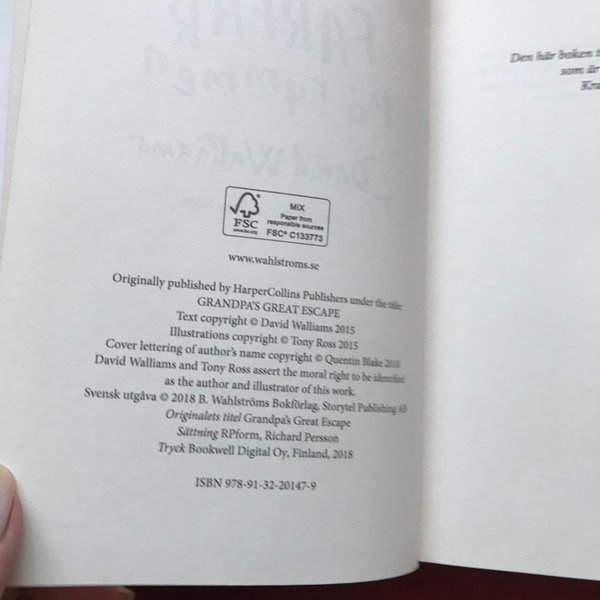 FARFAR
på rymmen
David Walliams
FSC
www.fsc.org
MIX
Paper from
responsible sources
FSC® C133773
www.wahlstroms.se
Originally published by HarperCollins Publishers under the title
GRANDPA'S GREAT ESCAPE
Text copyright © David Walliams 2015
Illustrations copyright © Tony Ross 2015
Cover lettering of author's name copyright © Quentin Blake 2010
David Walliams and Tony Ross assert the moral right to be identified
as the author and illustrator of this work.
Svensk utgåva © 2018 B. Wahlströms Bokförlag, Storytel Publishing AB
Originalets titel Grandpa's Great Escape
Sättning RPform, Richard Persson
Tryck Bookwell Digital Oy, Finland, 2018
ISBN 978-91-32-20147-9
Den här boken
som är